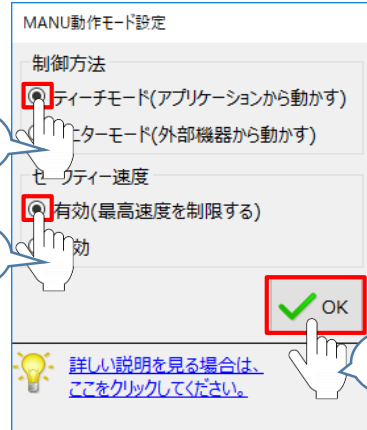 MANU動作モード設定
制御方法
ティーチモード(アプリケーションから動かす)
ニターモード(外部機器から動かす)
セーフティー速度
有効(最高速度を制限する)
効
OK
詳しい説明を見る場合は、
ここをクリックしてください。